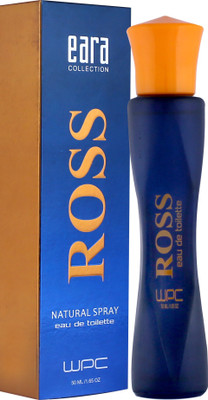 eara
COLLECTION
ROSS
NATURAL SPRAY
eau de toilette
WPC
50 ML / 1.65 OZ
ROSS
eau de toilette
WPC